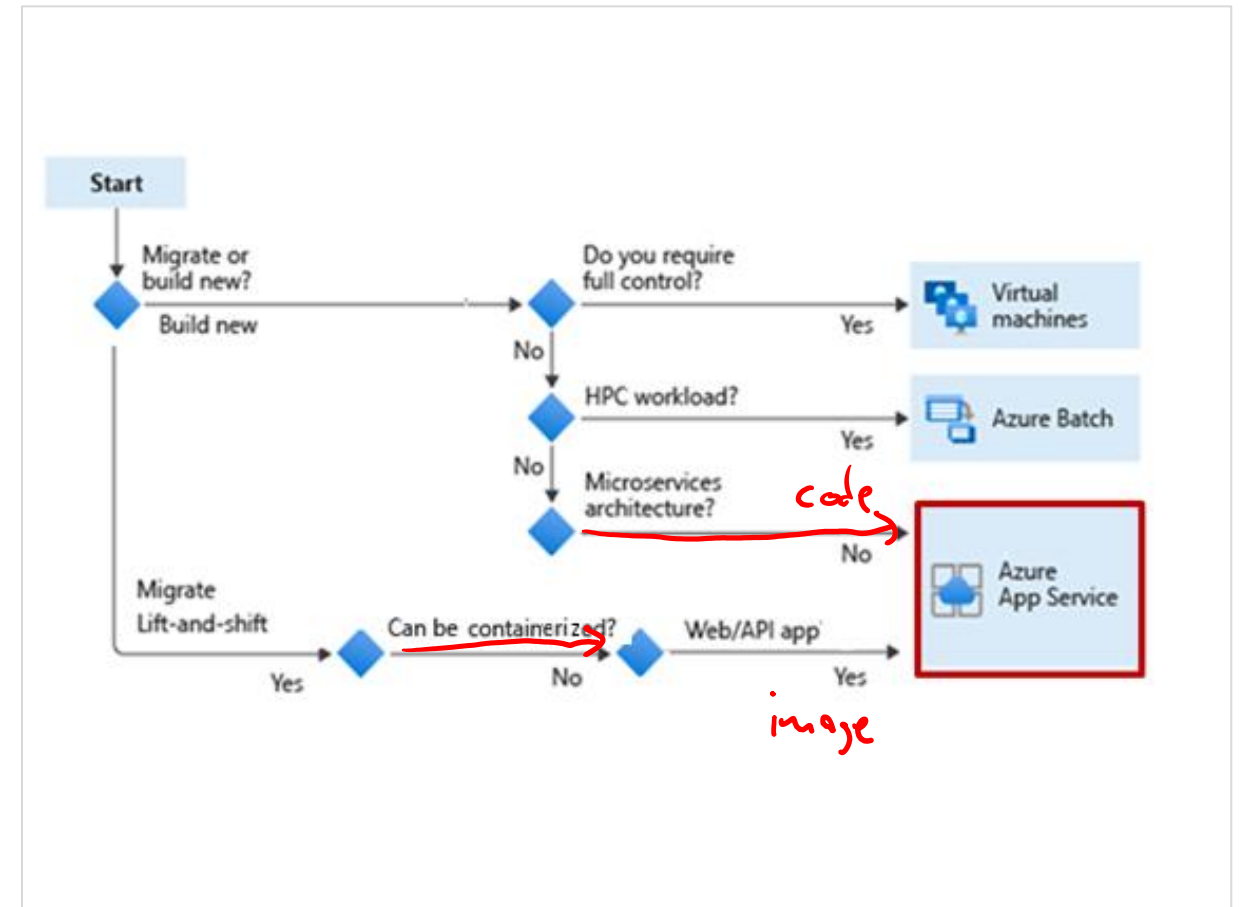 Start
Migrate or
build new?
Build new
Do you require
full control?
Yes
Virtual
machines
No
HPC workload?
Yes
Azure Batch
No
Microservices
architecture?
code
No
Azure
App Service
Migrate
Lift-and-shift
Yes
Can be containerized?
No
Web/API app
Yes
image